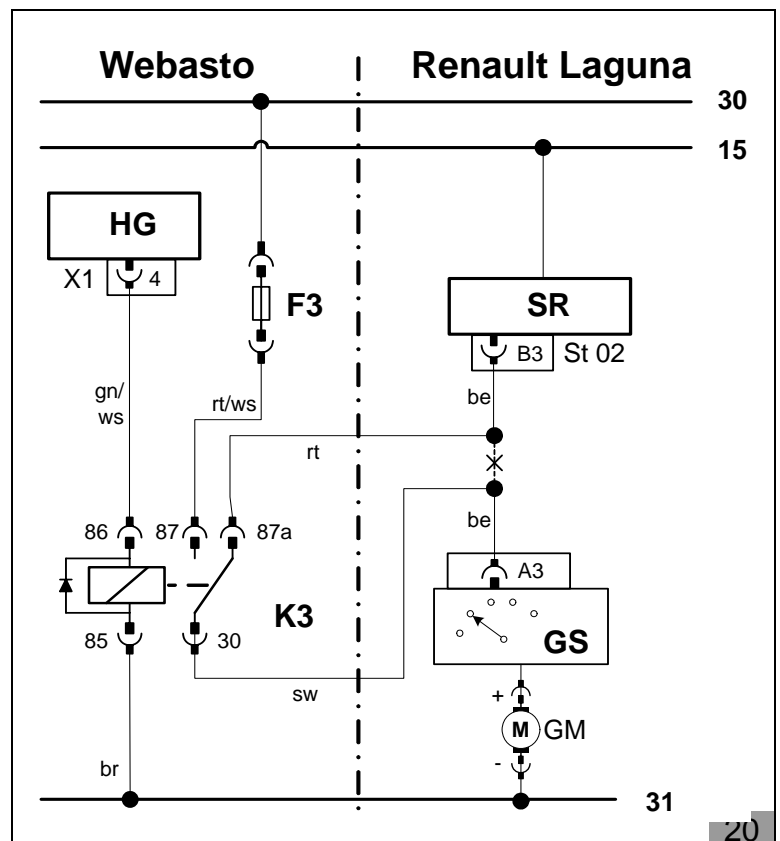 Webasto Renault Laguna
30
15
HG
X1 4
F3
SR
B3 St 02
gn/
ws
rt/ws
be
rt
be
86 87 87a
A3
K3
GS
85 30
sw
+
M GM
-
br
31
20